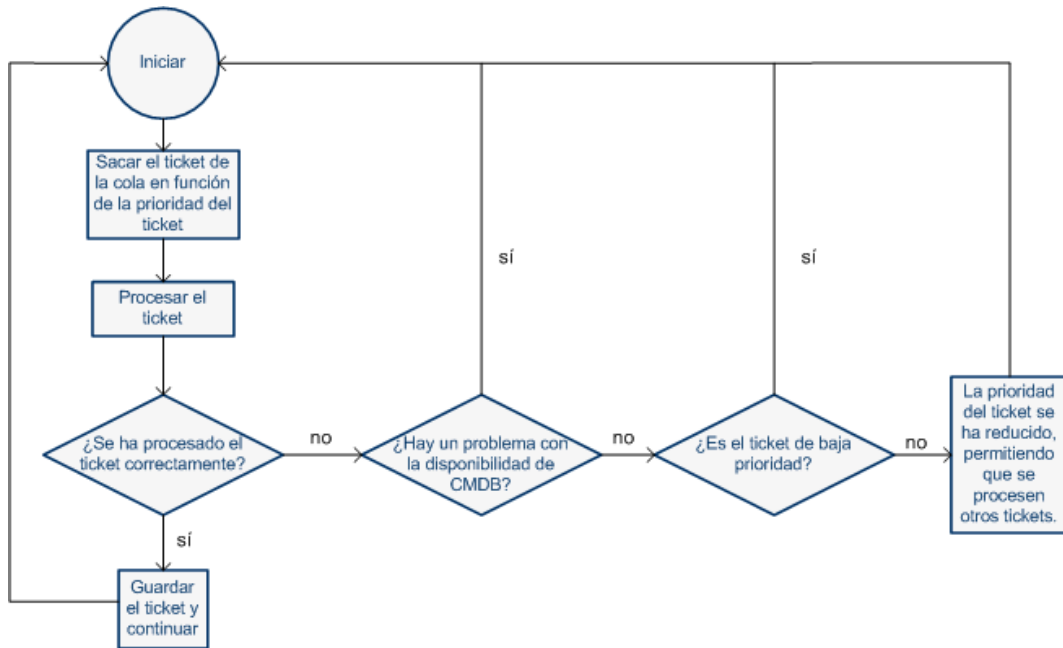 Iniciar
Sacar el ticket de
la cola en función
de la prioridad del
ticket
sí
sí
Procesar el
ticket
¿Se ha procesado el
ticket correctamente?
no
¿Hay un problema con
la disponibilidad de
CMDB?
no
¿Es el ticket de baja
prioridad?
no
La prioridad
del ticket se
ha reducido,
permitiendo
que se
procesen
otros tickets.
sí
Guardar
el ticket y
continuar